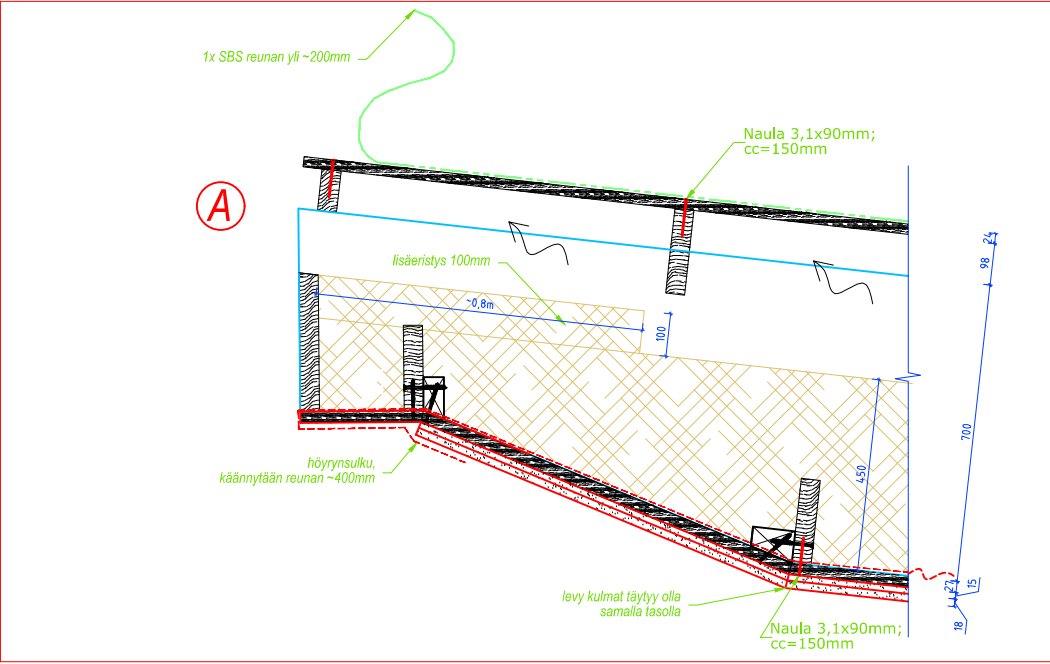 1x SBS reunan yli ~200mm
Naula 3,1x90mm;
cc=150mm
A
24
98
lisäeristys 100mm
~0,8m
100
700
450
höyrynsulku,
käännytään reunan ~400mm
27
15
levy kulmat täytyy olla
samalla tasolla
18
Naula 3,1x90mm;
cc=150mm